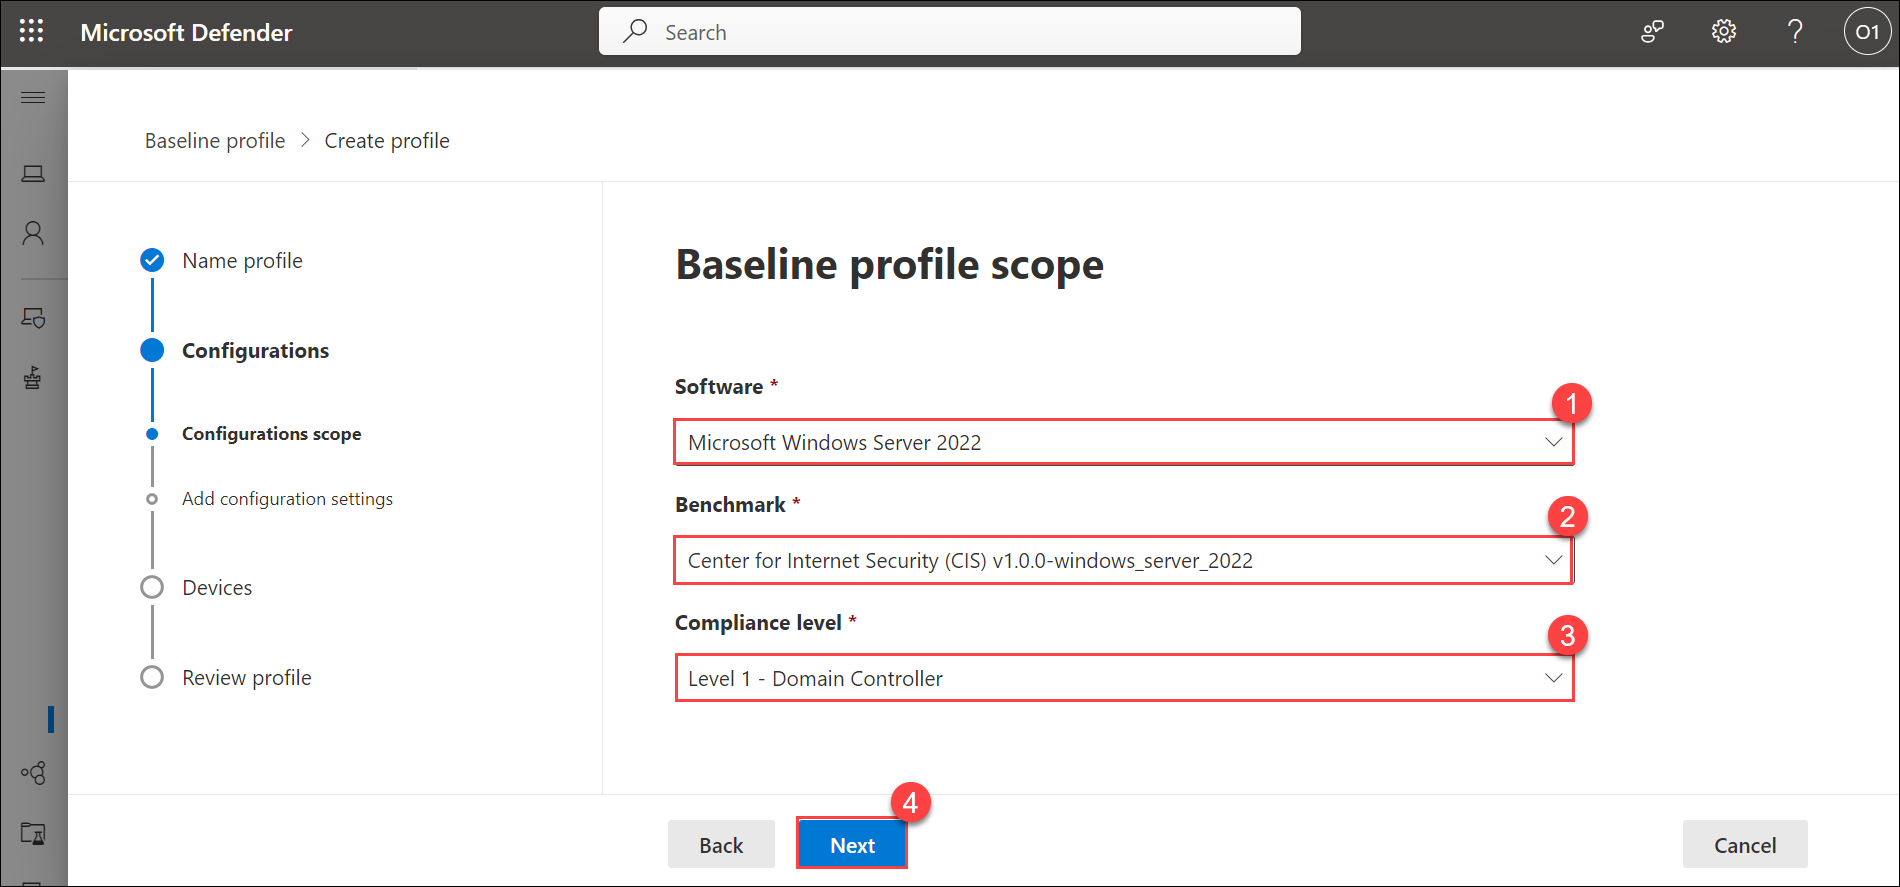 Microsoft Defender
Search
O1
Baseline profile > Create profile
Name profile
Configurations
Configurations scope
Add configuration settings
Devices
Review profile
Baseline profile scope
Software *
1
Microsoft Windows Server 2022
Benchmark *
2
Center for Internet Security (CIS) v1.0.0-windows_server_2022
Compliance level *
3
Level 1 - Domain Controller
4
Back
Next
Cancel